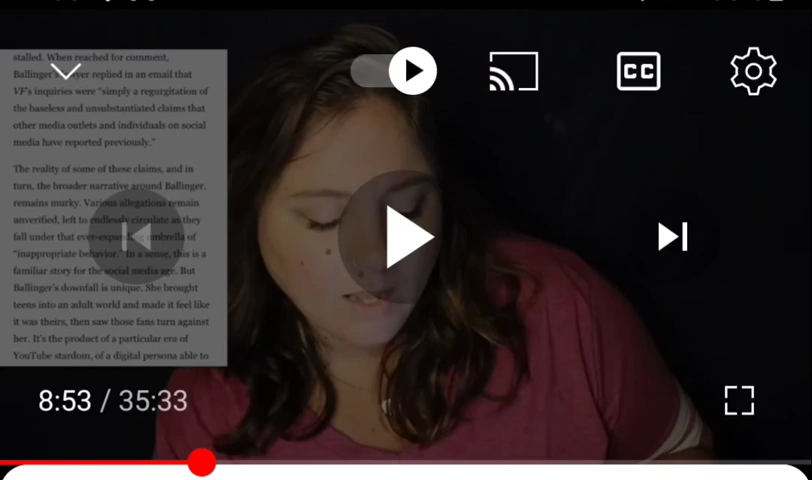 stalled. When reached for comment,
Ballinger's lawyer replied in an email that
VF's inquiries were “simply a regurgitation of
the baseless and unsubstantiated claims that
other media outlets and individuals on social
media have reported previously.”
The reality of some of these claims, and in
turn, the broader narrative around Ballinger,
remains murky. Various allegations remain
unverified, left to endlessly circulate as they
fall under that ever-expanding umbrella of
“inappropriate behavior.” In a sense, this is a
familiar story for the social media age. But
Ballinger's downfall is unique. She brought
teens into an adult world and made it feel like
it was theirs, then saw those fans turn against
her. It's the product of a particular era of
YouTube stardom, of a digital persona able to
CC
8:53 / 35:33